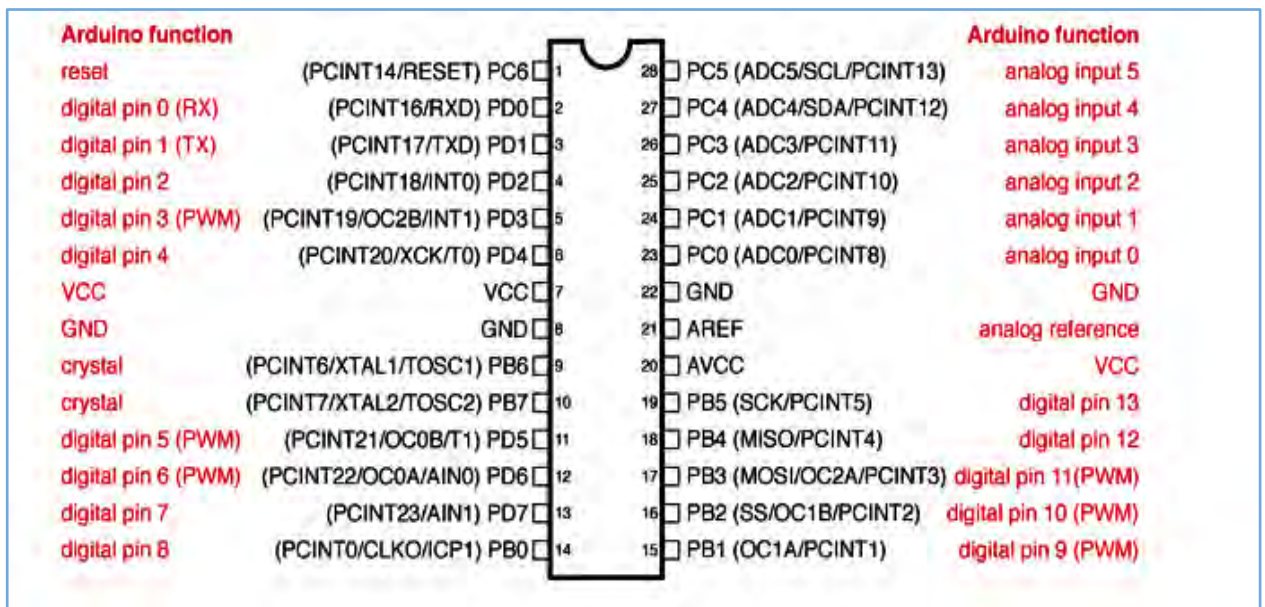 Arduino function Arduino function
reset (PCINT14/RESET) PC6 1 28 PC5 (ADC5/SCL/PCINT13) analog input 5
digital pin 0 (RX) (PCINT16/RXD) PD0 2 27 PC4 (ADC4/SDA/PCINT12) analog input 4
digital pin 1 (TX) (PCINT17/TXD) PD1 3 26 PC3 (ADC3/PCINT11) analog input 3
digital pin 2 (PCINT18/INT0) PD2 4 25 PC2 (ADC2/PCINT10) analog input 2
digital pin 3 (PWM) (PCINT19/OC2B/INT1) PD3 5 24 PC1 (ADC1/PCINT9) analog input 1
digital pin 4 (PCINT20/XCK/T0) PD4 6 23 PC0 (ADC0/PCINT8) analog input 0
VCC VCC 7 22 GND GND
GND GND 8 21 AREF analog reference
crystal (PCINT6/XTAL1/TOSC1) PB6 9 20 AVCC VCC
crystal (PCINT7/XTAL2/TOSC2) PB7 10 19 PB5 (SCK/PCINT5) digital pin 13
digital pin 5 (PWM) (PCINT21/OC0B/T1) PD5 11 18 PB4 (MISO/PCINT4) digital pin 12
digital pin 6 (PWM) (PCINT22/OC0A/AIN0) PD6 12 17 PB3 (MOSI/OC2A/PCINT3) digital pin 11(PWM)
digital pin 7 (PCINT23/AIN1) PD7 13 16 PB2 (SS/OC1B/PCINT2) digital pin 10 (PWM)
digital pin 8 (PCINT0/CLKO/ICP1) PB0 14 15 PB1 (OC1A/PCINT1) digital pin 9 (PWM)